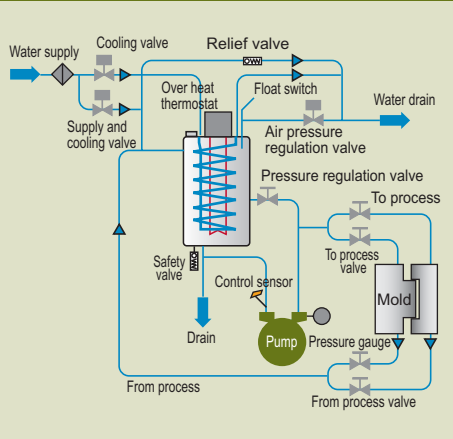 Water supply
Cooling valve
Relief valve
Over heat
thermostat
Float switch
Water drain
Supply and
cooling valve
Air pressure
regulation valve
Pressure regulation valve
To process
To process
valve
Safety
valve
Control sensor
Mold
Drain
Pump
Pressure gauge
From process
From process valve